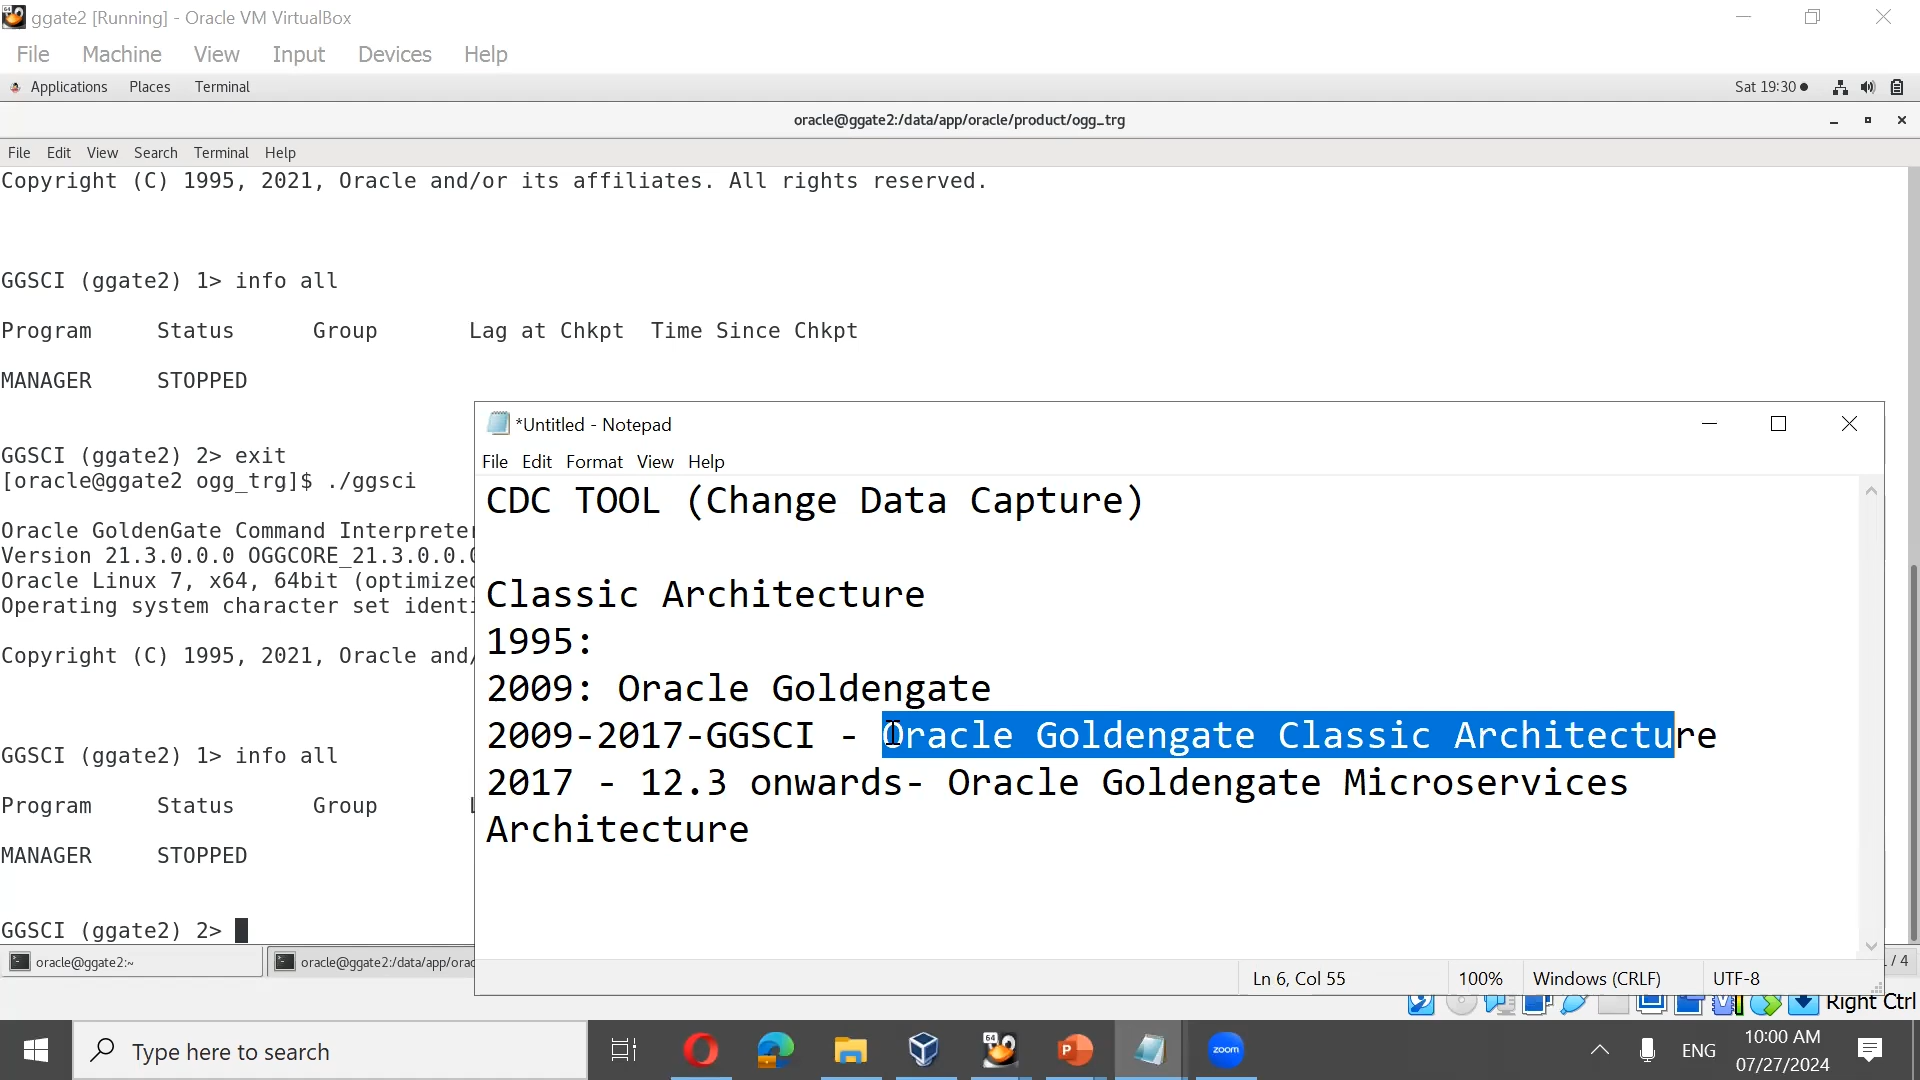 ggate2 [Running] - Oracle VM VirtualBox
File Machine View Input Devices Help
Applications Places Terminal Sat 19:30
oracle@ggate2:/data/app/oracle/product/ogg_trg
File Edit View Search Terminal Help
Copyright (C) 1995, 2021, Oracle and/or its affiliates. All rights reserved.
GGSCI (ggate2) 1> info all
Program Status Group Lag at Chkpt Time Since Chkpt
MANAGER STOPPED
GGSCI (ggate2) 2> exit
[oracle@ggate2 ogg_trg]$ ./ggsci
Oracle GoldenGate Command Interpreter
Version 21.3.0.0.0 OGGCORE_21.3.0.0.0
Oracle Linux 7, x64, 64bit (optimized
Operating system character set identi
Copyright (C) 1995, 2021, Oracle and/
GGSCI (ggate2) 1> info all
Program Status Group
MANAGER STOPPED
GGSCI (ggate2) 2>
*Untitled - Notepad
File Edit Format View Help
CDC TOOL (Change Data Capture)
Classic Architecture
1995:
2009: Oracle Goldengate
2009-2017-GGSCI - Oracle Goldengate Classic Architecture
2017 - 12.3 onwards- Oracle Goldengate Microservices
Architecture
Ln 6, Col 55 100% Windows (CRLF) UTF-8
oracle@ggate2:~ oracle@ggate2:/data/app/orac / 4
Right Ctrl
Type here to search
zoom
ENG
10:00 AM
07/27/2024